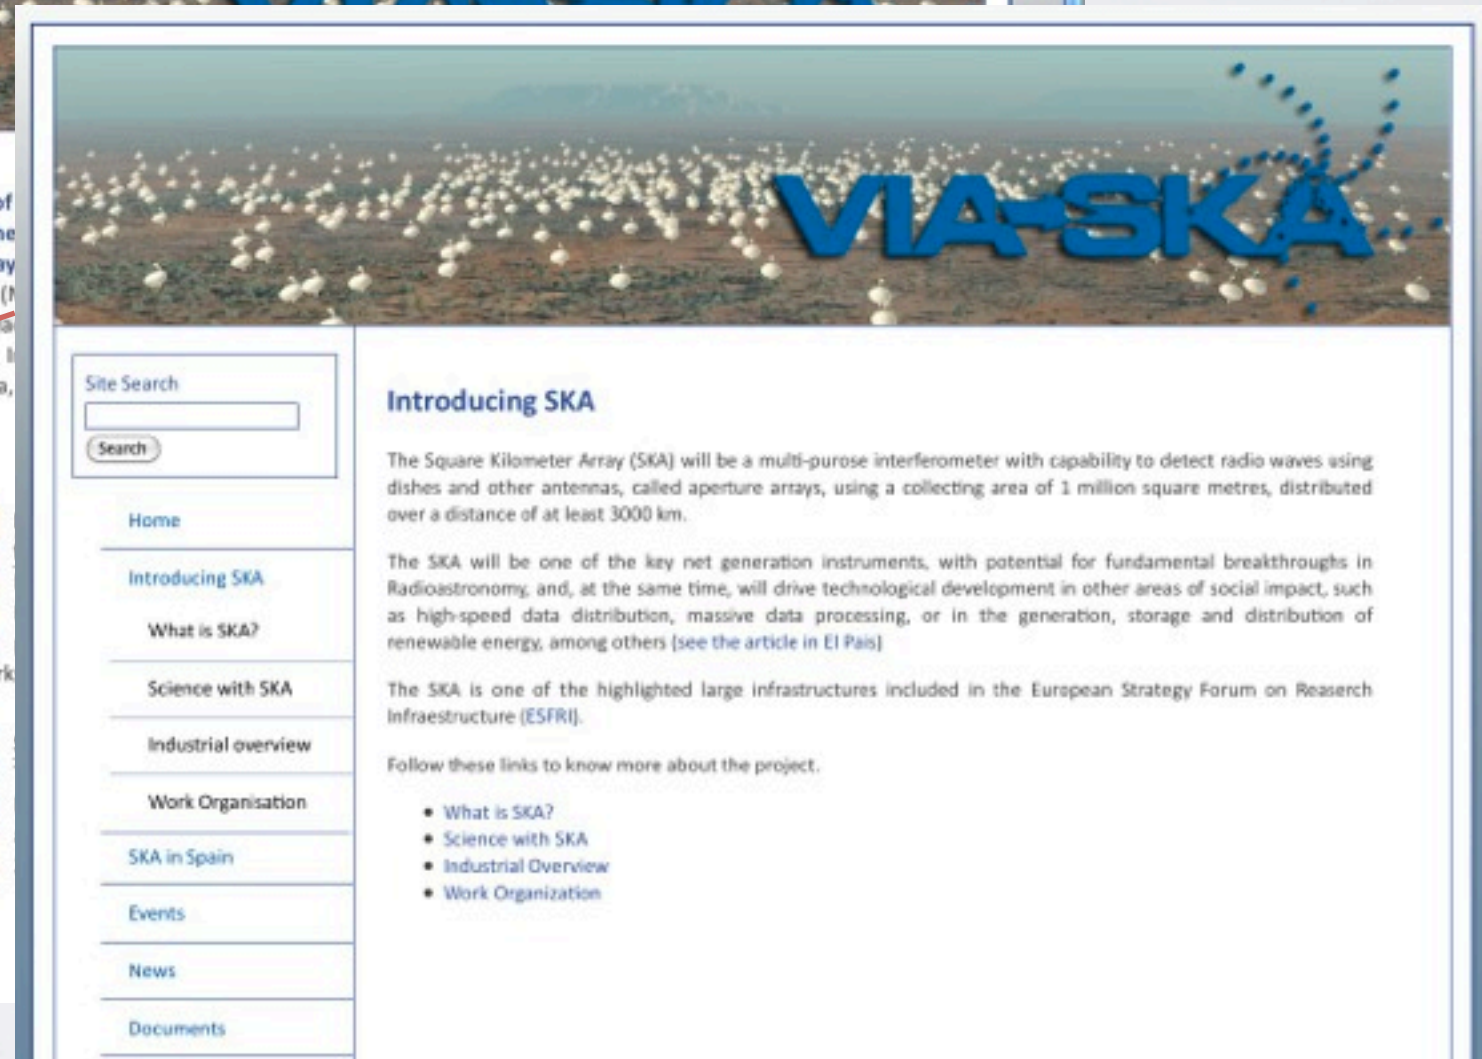 VIA-SKA
Site Search
Search
Home
Introducing SKA
What is SKA?
Science with SKA
Industrial overview
Work Organisation
SKA in Spain
Events
News
Documents
Introducing SKA
The Square Kilometer Array (SKA) will be a multi-purose interferometer with capability to detect radio waves using
dishes and other antennas, called aperture arrays, using a collecting area of 1 million square metres, distributed
over a distance of at least 3000 km.
The SKA will be one of the key net generation instruments, with potential for fundamental breakthroughs in
Radioastronomy, and, at the same time, will drive technological development in other areas of social impact, such
as high-speed data distribution, massive data processing, or in the generation, storage and distribution of
renewable energy, among others (see the article in El Pais)
The SKA is one of the highlighted large infrastructures included in the European Strategy Forum on Reaserch
Infraestructure (ESFRI).
Follow these links to know more about the project.
• What is SKA?
• Science with SKA
• Industrial Overview
• Work Organization